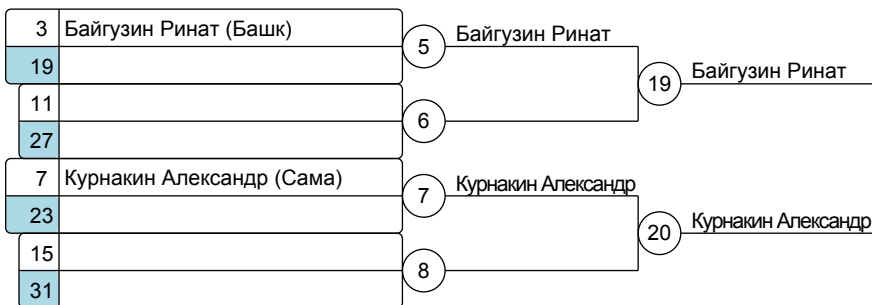 3 Байгузин Ринат (Башк)
19
5 Байгузин Ринат
11
27
6
19 Байгузин Ринат
7 Курнакин Александр (Сама)
23
7 Курнакин Александр
15
31
8
20 Курнакин Александр